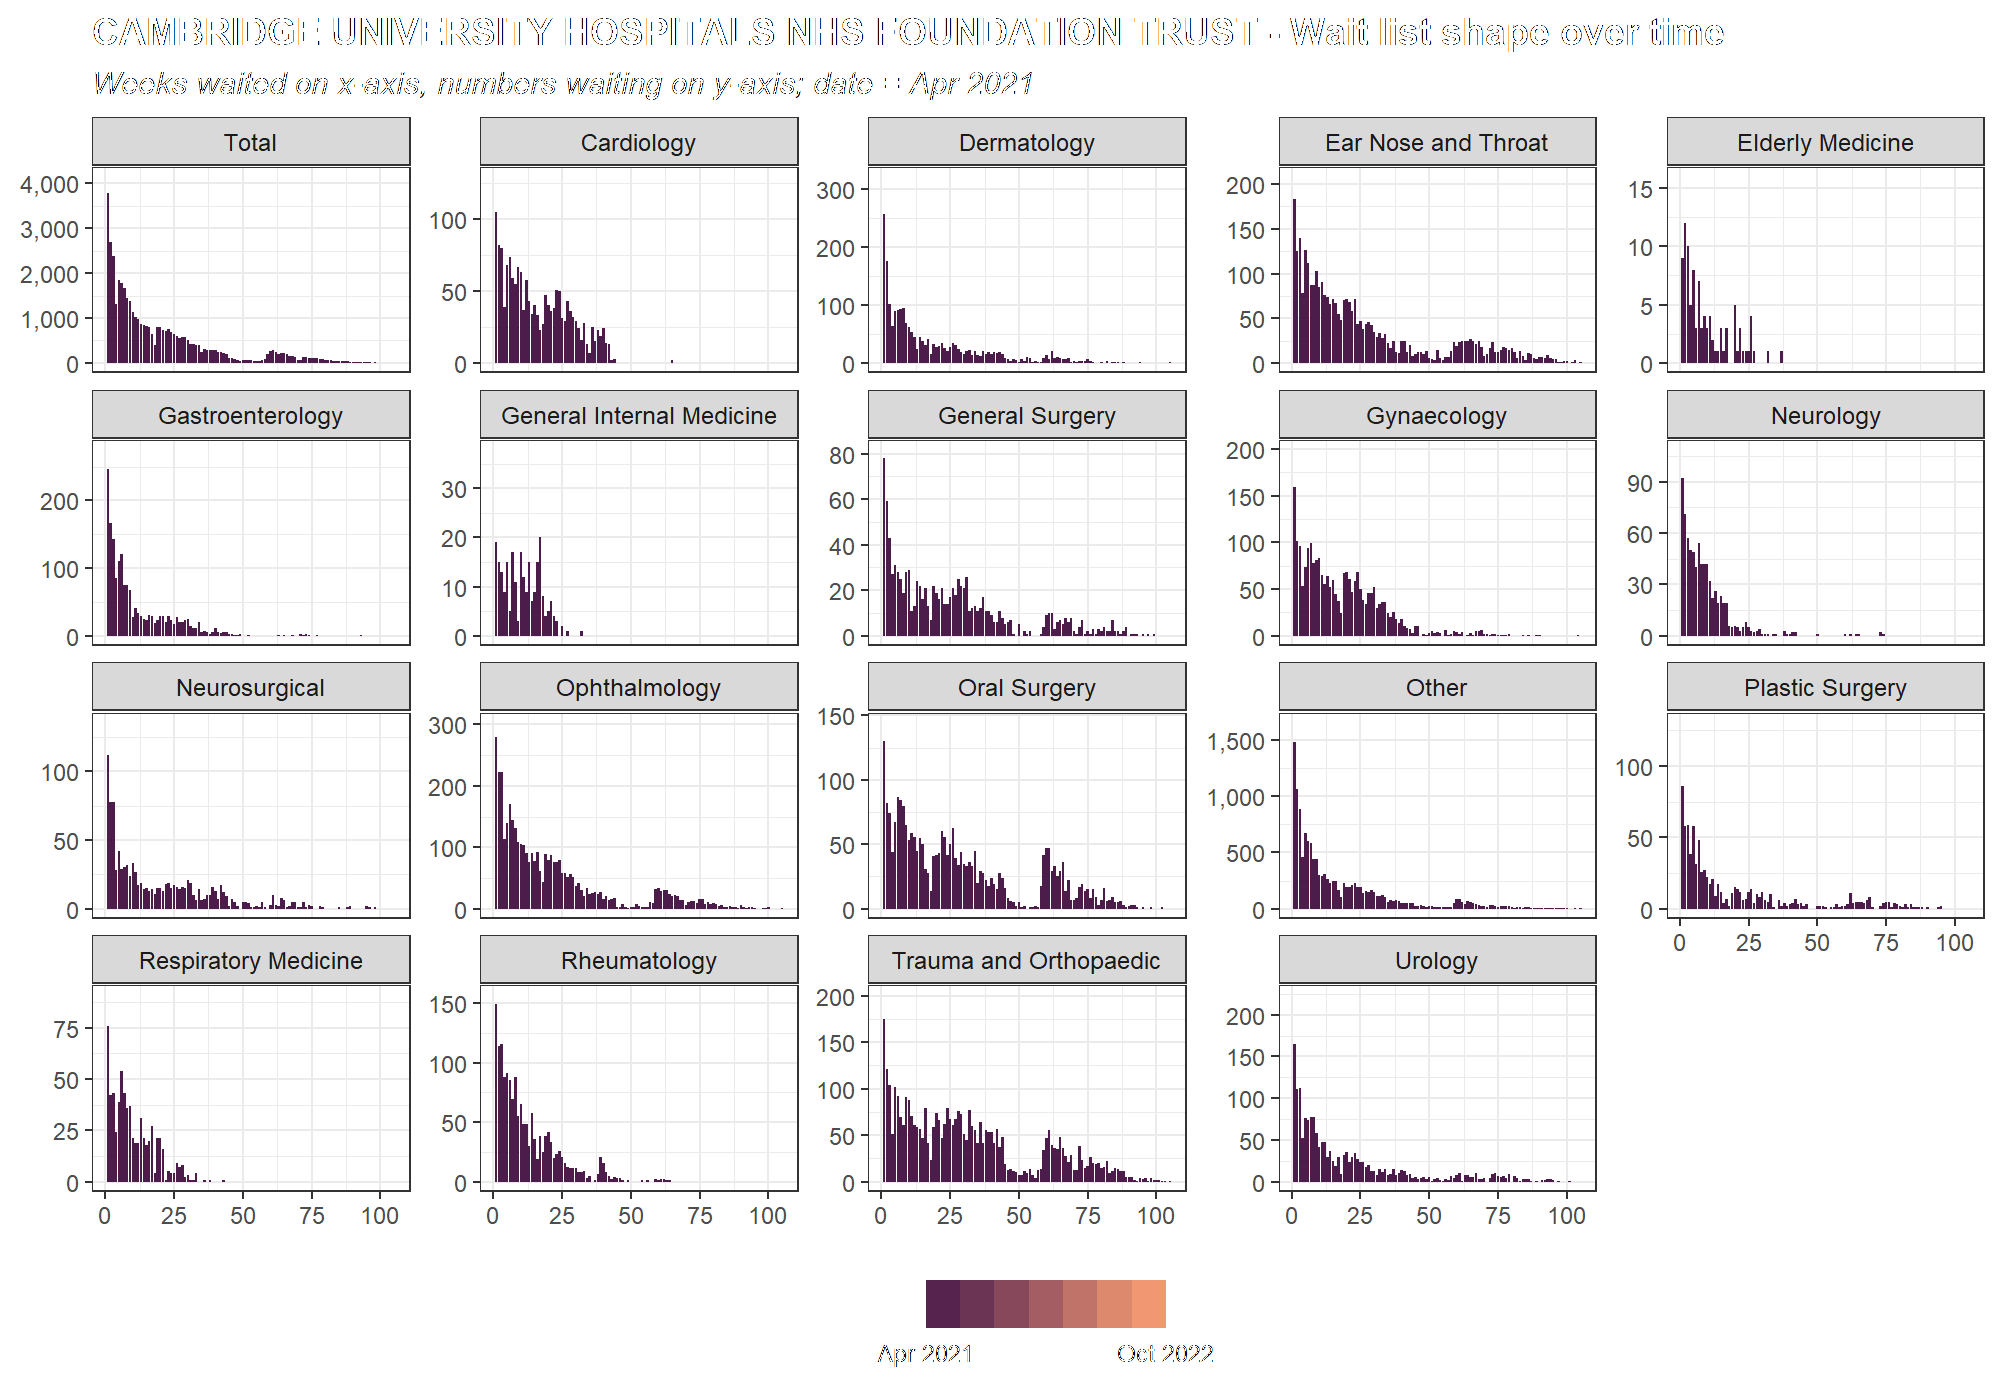 CAMBRIDGE UNIVERSITY HOSPITALS NHS FOUNDATION TRUST - Wait list shape over time
Weeks waited on x-axis, numbers waiting on y-axis; date = Apr 2021
Total
4,000
3,000
2,000
1,000
0
Cardiology
100
50
0
Dermatology
300
200
100
0
Ear Nose and Throat
200
150
100
50
0
Elderly Medicine
15
10
5
0
Gastroenterology
200
100
0
General Internal Medicine
30
20
10
0
General Surgery
80
60
40
20
0
Gynaecology
200
150
100
50
0
Neurology
90
60
30
0
Neurosurgical
100
50
0
Ophthalmology
300
200
100
0
Oral Surgery
150
100
50
0
Other
1,500
1,000
500
0
Plastic Surgery
100
50
0
0 25 50 75 100
Respiratory Medicine
75
50
25
0
0 25 50 75 100
Rheumatology
150
100
50
0
0 25 50 75 100
Trauma and Orthopaedic
200
150
100
50
0
0 25 50 75 100
Urology
200
150
100
50
0
0 25 50 75 100
Apr 2021 Oct 2022